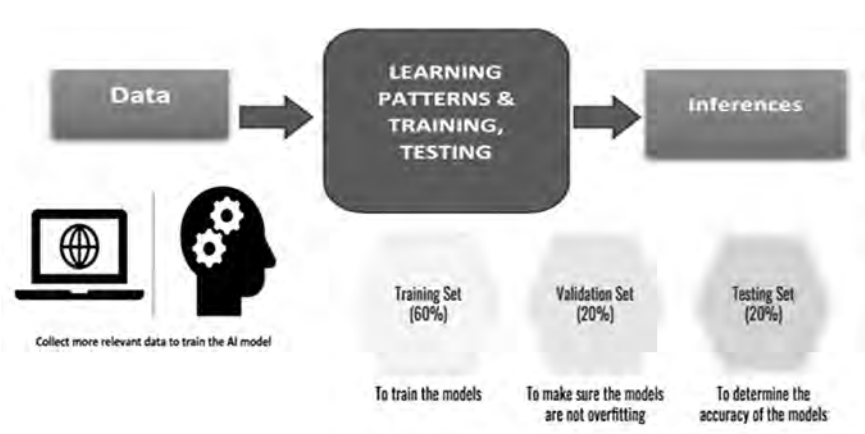 Data
LEARNING
PATTERNS &
TRAINING,
TESTING
Inferences
Collect more relevant data to train the AI model
Training Set
(60%)
To train the models
Validation Set
(20%)
To make sure the models
are not overfitting
Testing Set
(20%)
To determine the
accuracy of the models